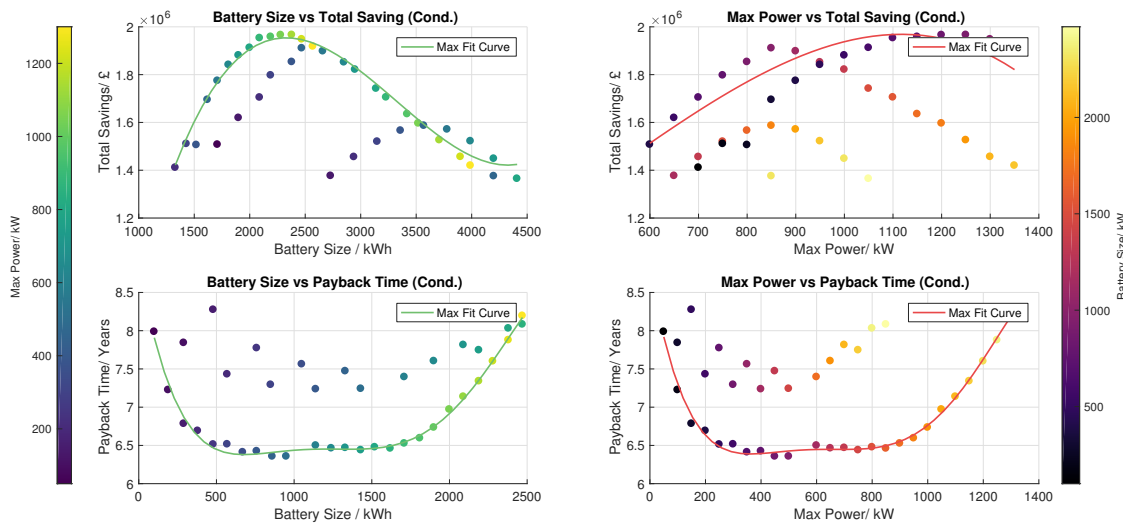 Battery Size vs Total Saving (Cond.)
×10⁶
2
1.8
1.6
1.4
1.2
Total Savings/ £
1000 1500 2000 2500 3000 3500 4000 4500
Battery Size / kWh
Max Fit Curve
Max Power vs Total Saving (Cond.)
×10⁶
2
1.8
1.6
1.4
1.2
Total Savings/ £
600 700 800 900 1000 1100 1200 1300 1400
Max Power/ kW
Max Fit Curve
Max Power/ kW
1200
1000
800
600
400
200
Battery Size vs Payback Time (Cond.)
8.5
8
7.5
7
6.5
6
Payback Time/ Years
0 500 1000 1500 2000 2500
Battery Size / kWh
Max Fit Curve
Max Power vs Payback Time (Cond.)
8.5
8
7.5
7
6.5
6
Payback Time/ Years
0 200 400 600 800 1000 1200 1400
Max Power/ kW
Max Fit Curve
Battery Size/ kW
2000
1500
1000
500